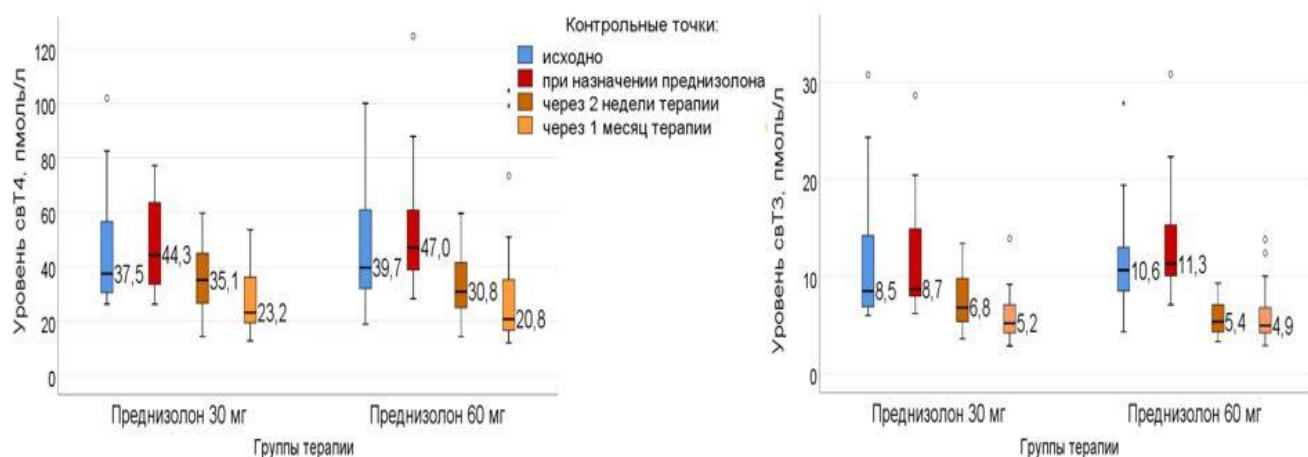 Контрольные точки:
исходно
при назначении преднизолона
через 2 недели терапии
через 1 месяц терапии
Уровень свТ4, пмоль/л
120
100
80
60
40
20
0
37,5
44,3
35,1
23,2
39,7
47,0
30,8
20,8
Преднизолон 30 мг
Преднизолон 60 мг
Группы терапии
Уровень свТ3, пмоль/л
30
20
10
0
8,5
8,7
6,8
5,2
10,6
11,3
5,4
4,9
Преднизолон 30 мг
Преднизолон 60 мг
Группы терапии